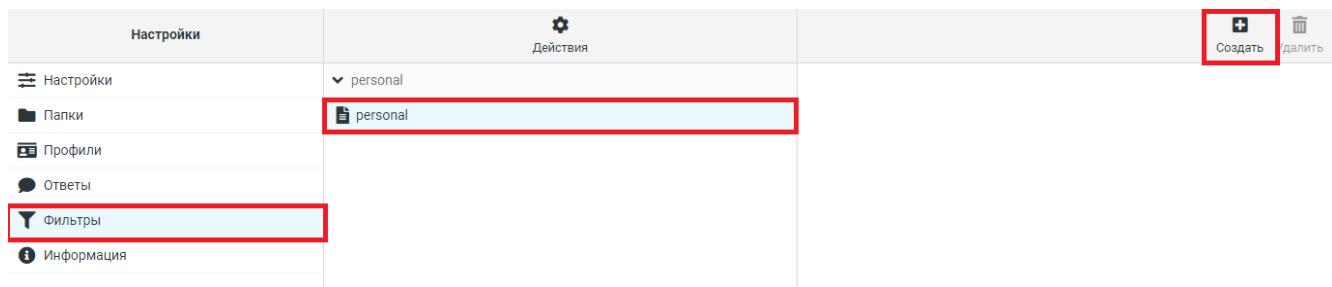 Настройки
Действия
Создать
Удалить
Настройки
personal
Папки
personal
Профили
Ответы
Фильтры
Информация